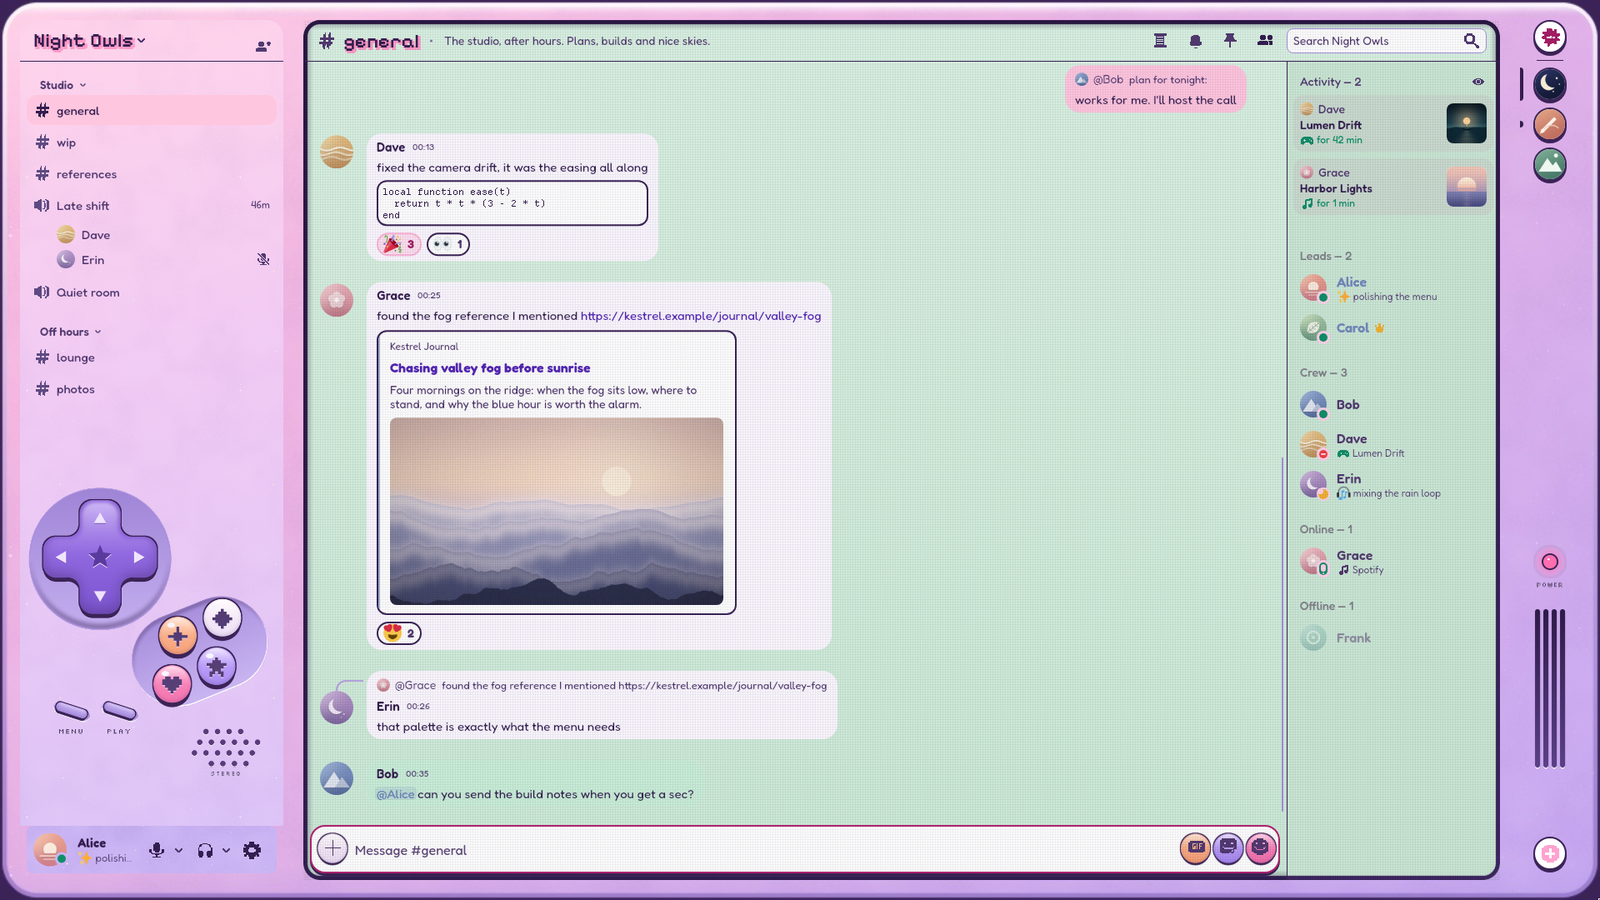 Night Owls
Studio
general
wip
references
Late shift 46m
Dave
Erin
Quiet room
Off hours
lounge
photos
MENU PLAY
STEREO
Alice
polishi...
# general · The studio, after hours. Plans, builds and nice skies.
Search Night Owls
@Bob plan for tonight:
works for me. I'll host the call
Dave 00:13
fixed the camera drift, it was the easing all along
local function ease(t)
return t * t * (3 - 2 * t)
end
3 1
Grace 00:25
found the fog reference I mentioned https://kestrel.example/journal/valley-fog
Kestrel Journal
Chasing valley fog before sunrise
Four mornings on the ridge: when the fog sits low, where to
stand, and why the blue hour is worth the alarm.
2
@Grace found the fog reference I mentioned https://kestrel.example/journal/valley-fog
Erin 00:26
that palette is exactly what the menu needs
Bob 00:35
@Alice can you send the build notes when you get a sec?
Message #general
GIF
Activity — 2
Dave
Lumen Drift
for 42 min
Grace
Harbor Lights
for 1 min
Leads — 2
Alice
polishing the menu
Carol
Crew — 3
Bob
Dave
Lumen Drift
Erin
mixing the rain loop
Online — 1
Grace
Spotify
Offline — 1
Frank
POWER